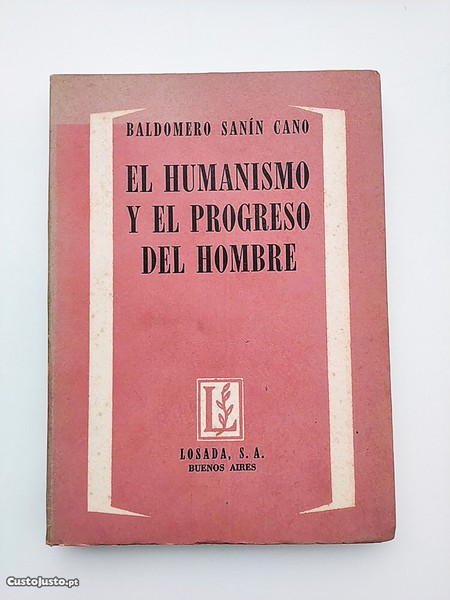 BALDOMERO SANÍN CANO
EL HUMANISMO
Y EL PROGRESO
DEL HOMBRE
L
LOSADA, S. A.
BUENOS AIRES
CustoJusto.pt